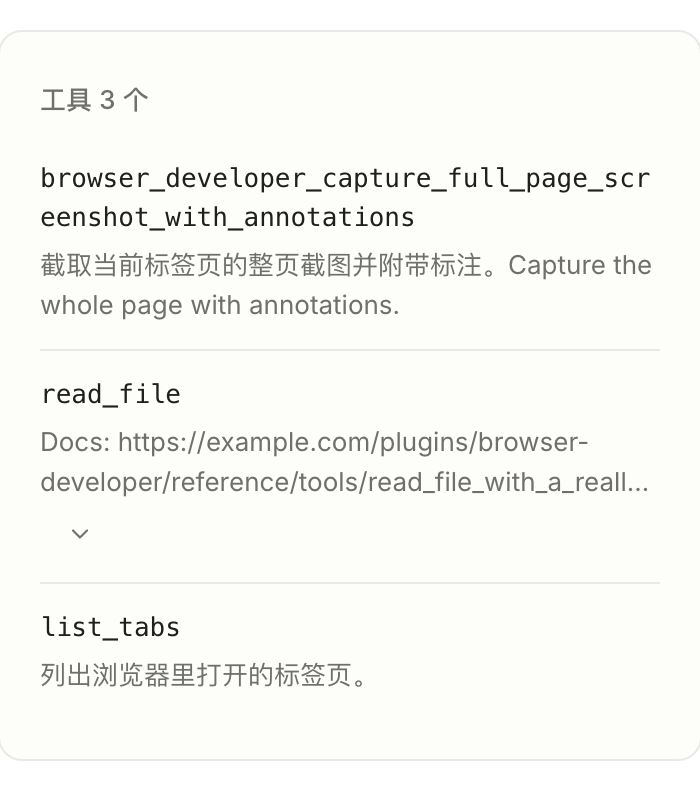 工具 3 个
browser_developer_capture_full_page_scr
eenshot_with_annotations
截取当前标签页的整页截图并附带标注。Capture the
whole page with annotations.
read_file
Docs: https://example.com/plugins/browser-
developer/reference/tools/read_file_with_a_reall...
list_tabs
列出浏览器里打开的标签页。